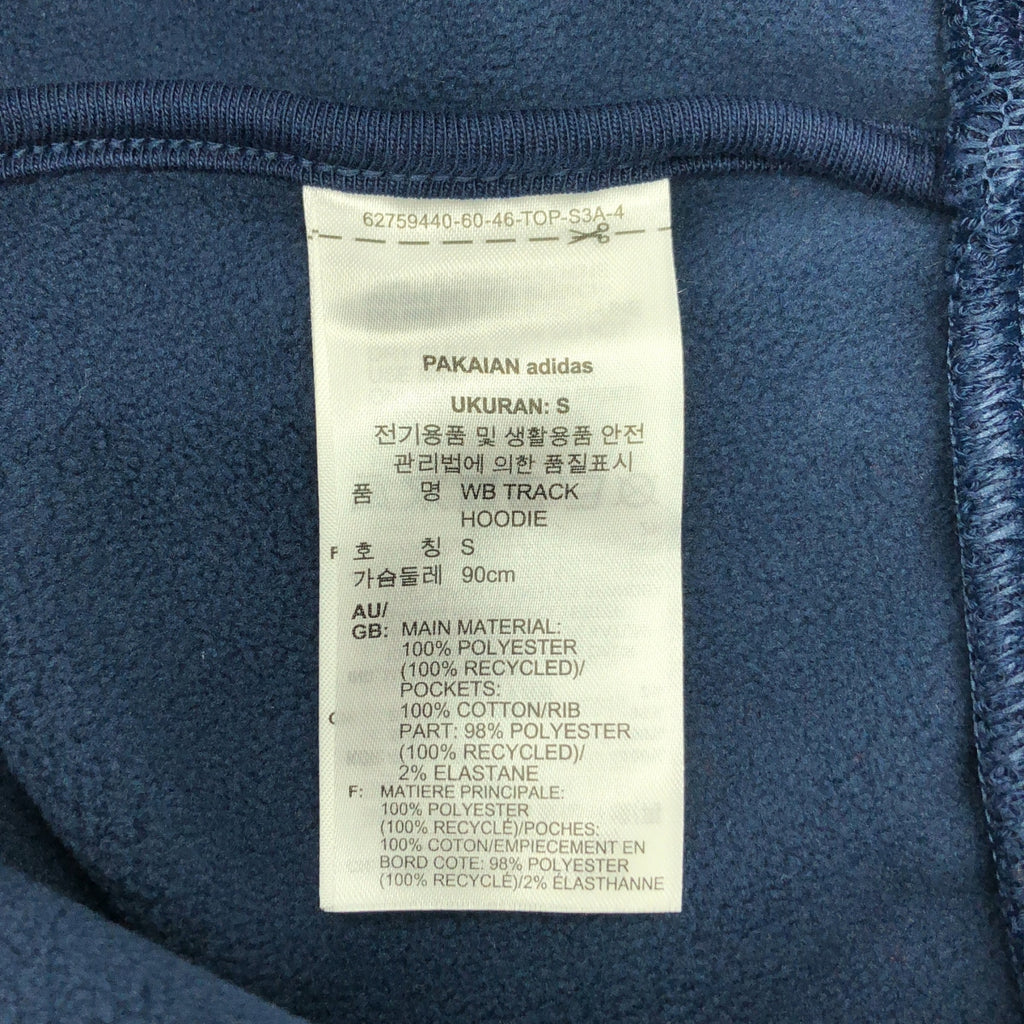 62759440-60-46-TOP-S3A-4
PAKAIAN adidas
UKURAN: S
전기용품 및 생활용품 안전
관리법에 의한 품질표시
품 명 WB TRACK
HOODIE
F 호 칭 S
가슴둘레 90cm
AU/
GB: MAIN MATERIAL:
100% POLYESTER
(100% RECYCLED)/
POCKETS:
100% COTTON/RIB
PART: 98% POLYESTER
(100% RECYCLED)/
2% ELASTANE
F: MATIERE PRINCIPALE:
100% POLYESTER
(100% RECYCLÉ)/POCHES:
100% COTON/EMPIECEMENT EN
BORD COTE: 98% POLYESTER
(100% RECYCLÉ)/2% ÉLASTHANNE